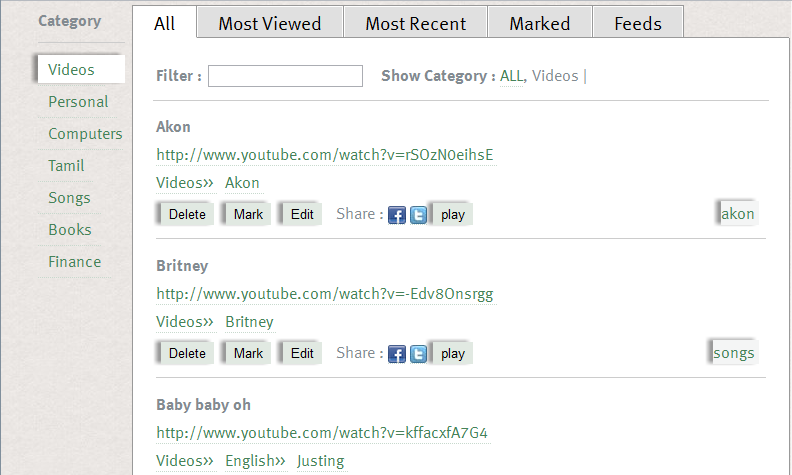 Category
Videos
Personal
Computers
Tamil
Songs
Books
Finance
All Most Viewed Most Recent Marked Feeds
Filter : Show Category : ALL, Videos |
Akon
http://www.youtube.com/watch?v=rSOzN0eihsE
Videos>> Akon
Delete Mark Edit Share : f t play akon
Britney
http://www.youtube.com/watch?v=-Edv8Onsrgg
Videos>> Britney
Delete Mark Edit Share : f t play songs
Baby baby oh
http://www.youtube.com/watch?v=kffacxfA7G4
Videos>> English>> Justing